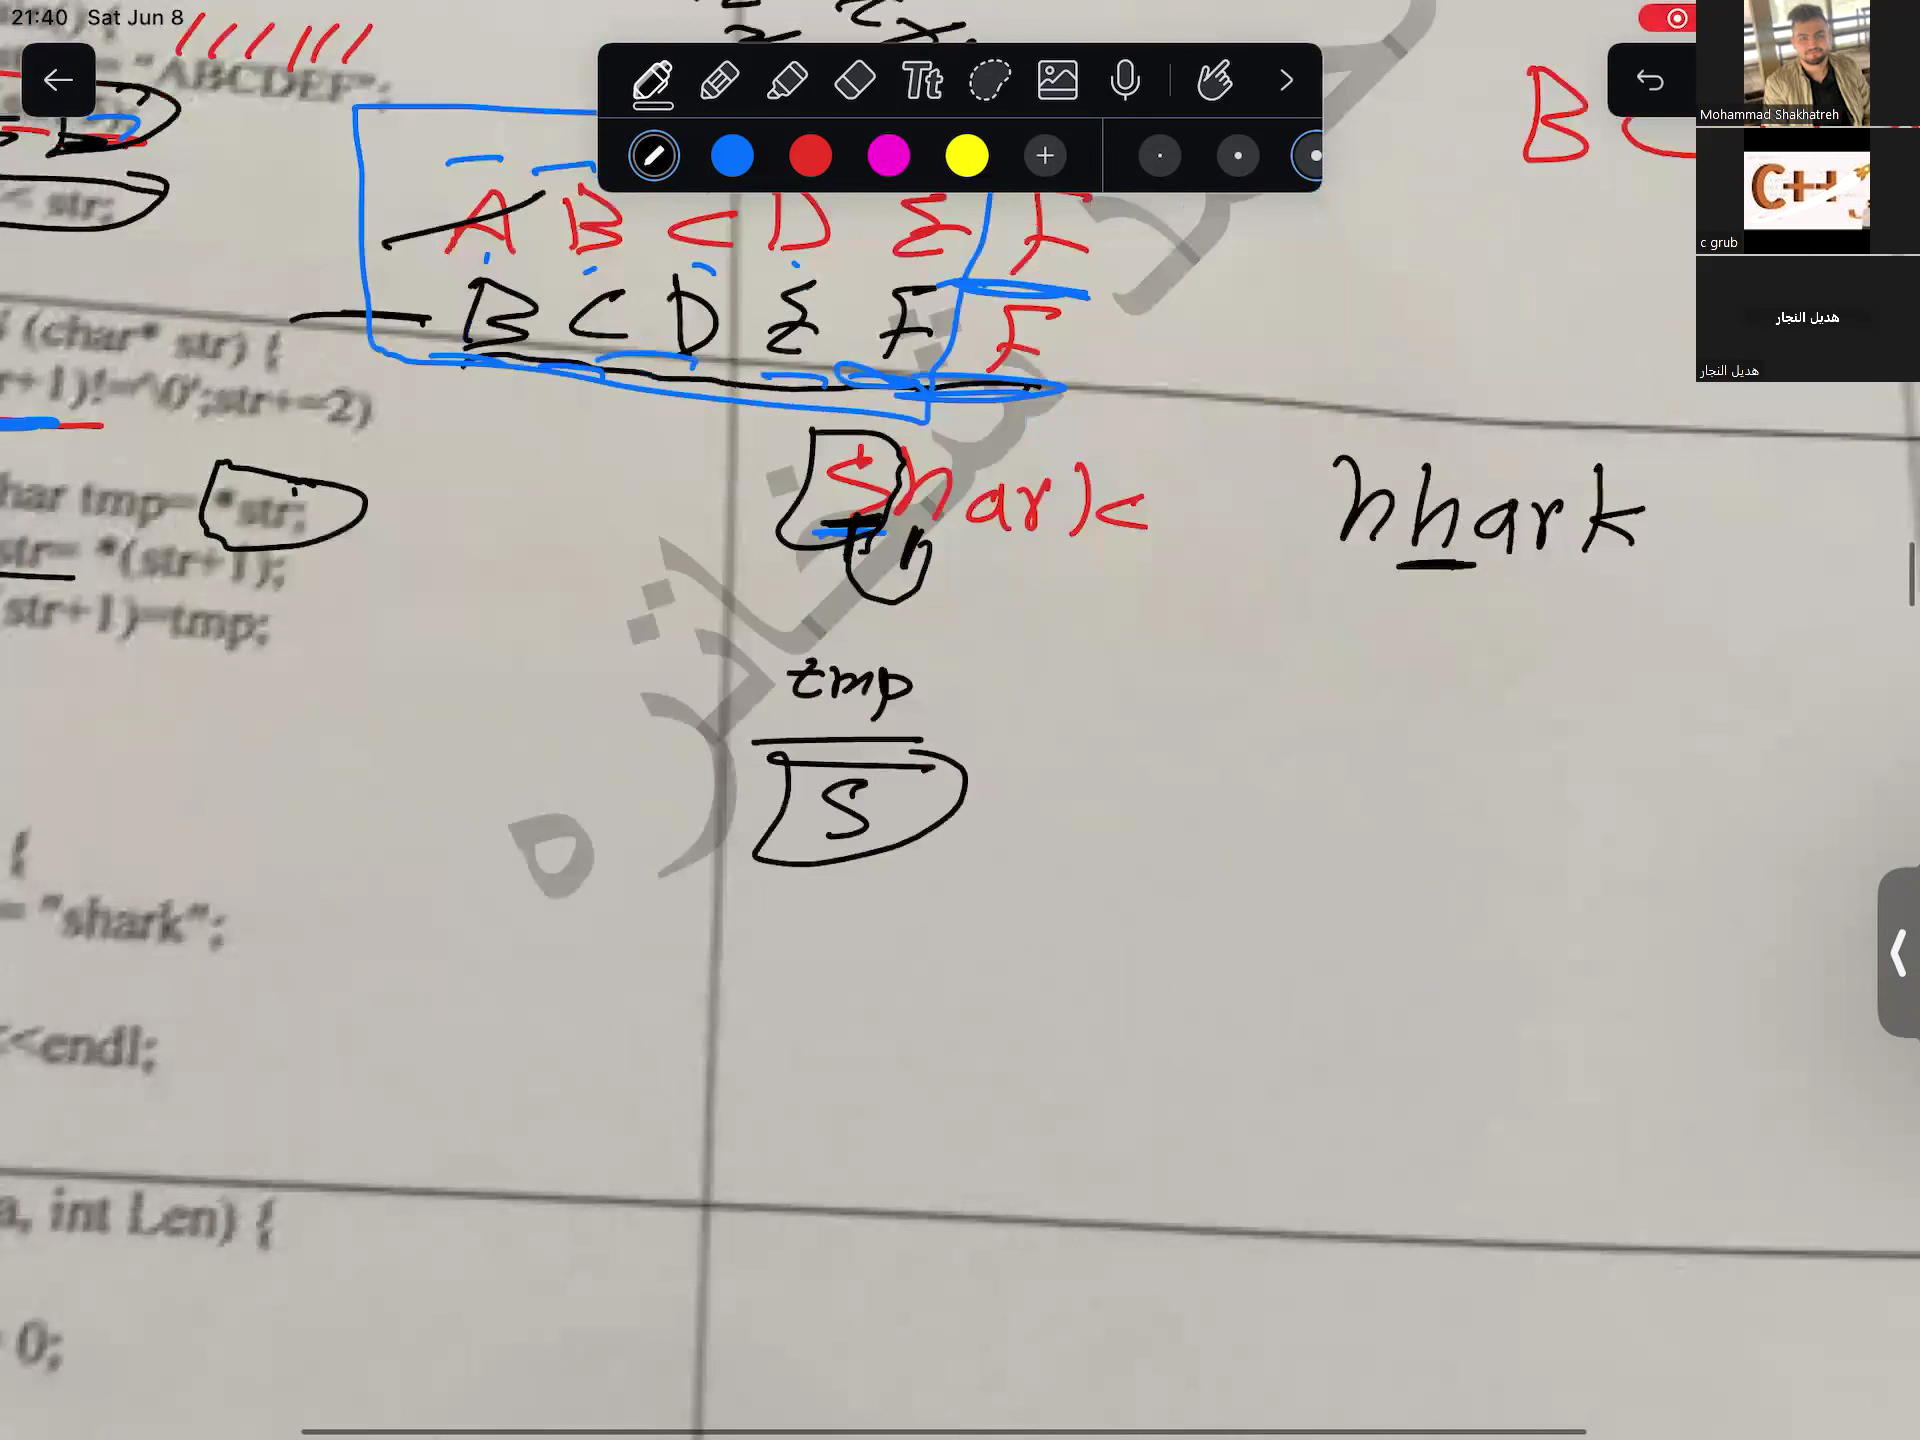 21:40 Sat Jun 8
= "ABCDEF";
Tt
Mohammad Shakhatreh
B C
< str;
A B C D E F
C++
c grub
B C D E F F
هديل النجار
هديل النجار
(char* str) {
r+1)!='\0';str+=2)
shark
hhark
har tmp= *str;
str= *(str+1);
str+1)=tmp;
tmp
S
{
= "shark";
<<endl;
a, int Len) {
0;